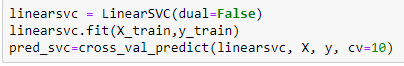 linearsvc = LinearSVC(dual=False)
linearsvc.fit(X_train,y_train)
pred_svc=cross_val_predict(linearsvc, X, y, cv=10)